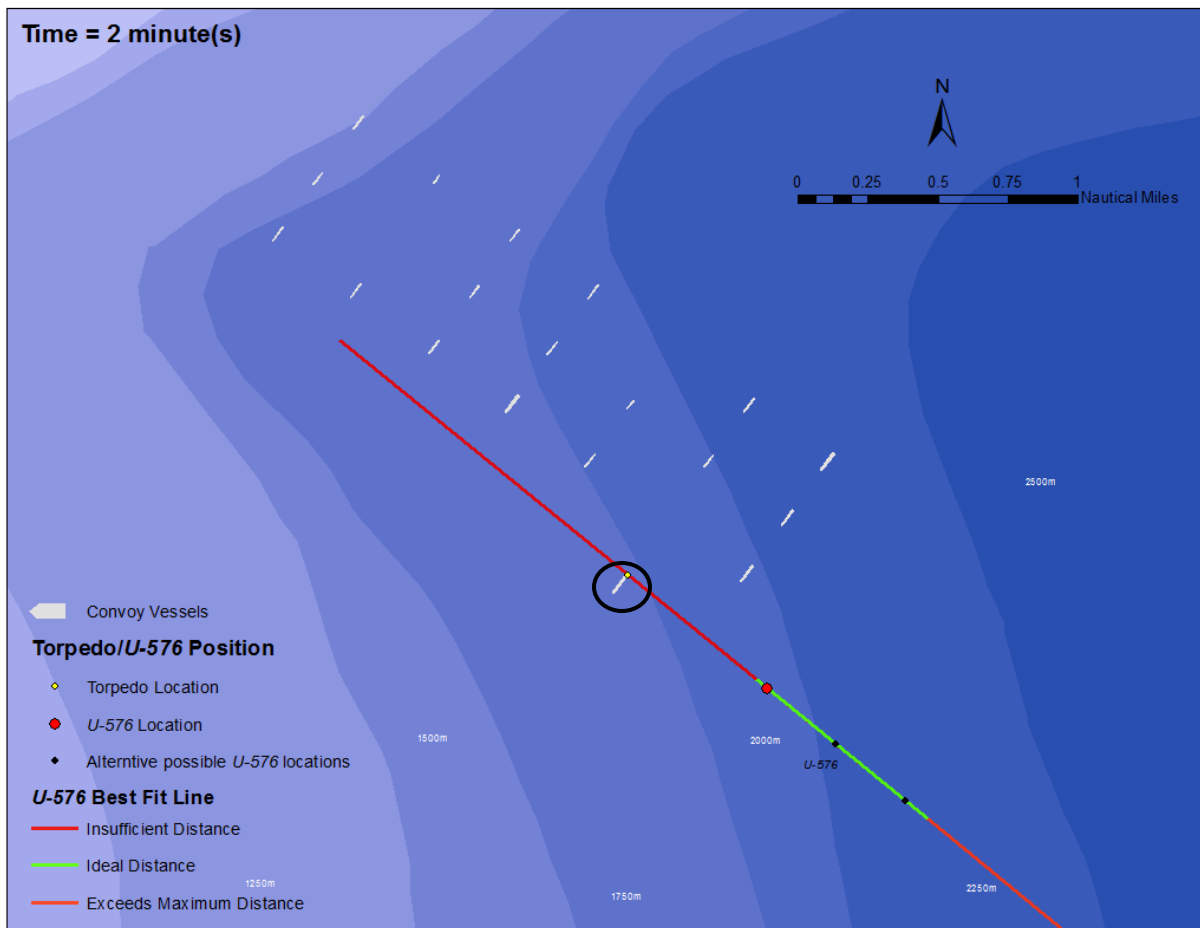 Time = 2 minute(s)
N
0 0.25 0.5 0.75 1
Nautical Miles
2500m
Convoy Vessels
Torpedo/U-576 Position
Torpedo Location
U-576 Location
Alterntive possible U-576 locations
1500m
2000m
U-576
U-576 Best Fit Line
Insufficient Distance
Ideal Distance
Exceeds Maximum Distance
1250m
1750m
2250m